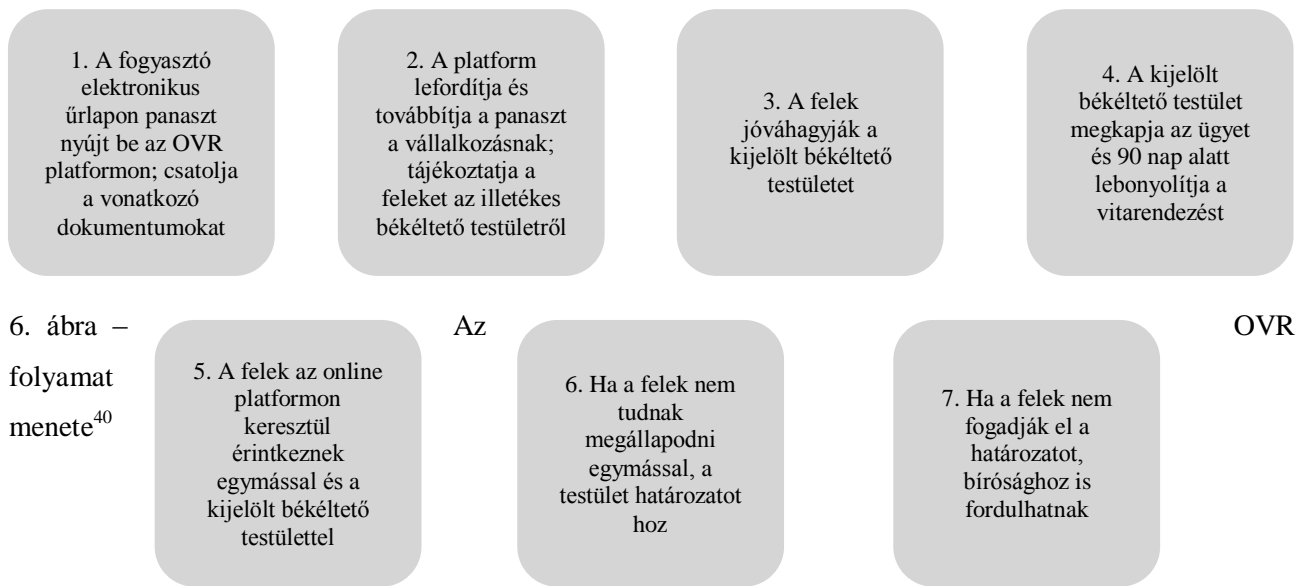 1. A fogyasztó
elektronikus
űrlapon panaszt
nyújt be az OVR
platformon; csatolja
a vonatkozó
dokumentumokat
2. A platform
lefordítja és
továbbítja a panaszt
a vállalkozásnak;
tájékoztatja a
feleket az illetékes
békéltető testületről
3. A felek
jóváhagyják a
kijelölt békéltető
testületet
4. A kijelölt
békéltető testület
megkapja az ügyet
és 90 nap alatt
lebonyolítja a
vitarendezést
6. ábra – Az OVR
folyamat
menete40
5. A felek az online
platformon
keresztül
érintkeznek
egymással és a
kijelölt békéltető
testülettel
6. Ha a felek nem
tudnak
megállapodni
egymással, a
testület határozatot
hoz
7. Ha a felek nem
fogadják el a
határozatot,
bírósághoz is
fordulhatnak